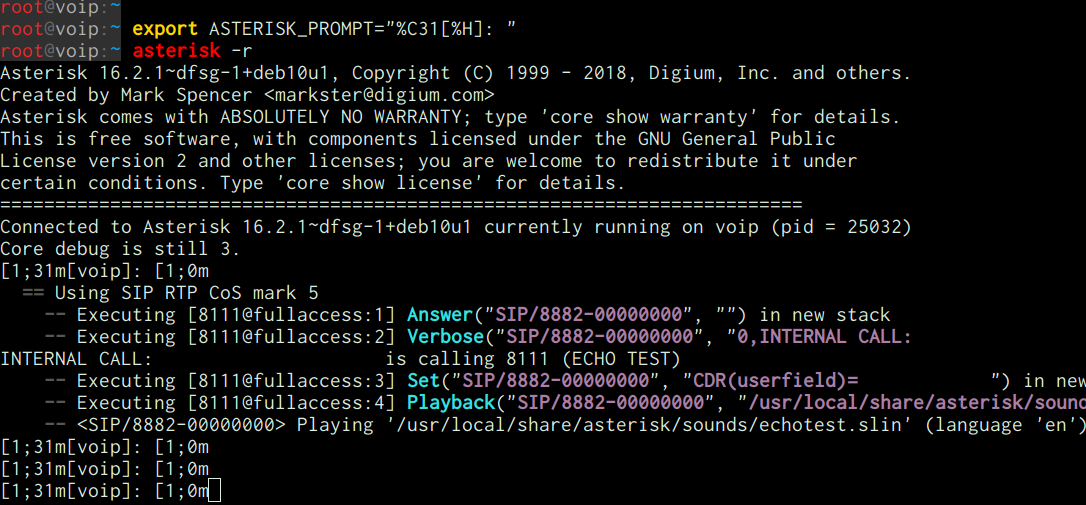 root@voip:~
root@voip:~ export ASTERISK_PROMPT="%C31[%H]: "
root@voip:~ asterisk -r
Asterisk 16.2.1~dfsg-1+deb10u1, Copyright (C) 1999 - 2018, Digium, Inc. and others.
Created by Mark Spencer <markster@digium.com>
Asterisk comes with ABSOLUTELY NO WARRANTY; type 'core show warranty' for details.
This is free software, with components licensed under the GNU General Public
License version 2 and other licenses; you are welcome to redistribute it under
certain conditions. Type 'core show license' for details.
=========================================================================
Connected to Asterisk 16.2.1~dfsg-1+deb10u1 currently running on voip (pid = 25032)
Core debug is still 3.
[1;31m[voip]: [1;0m
  == Using SIP RTP CoS mark 5
    -- Executing [8111@fullaccess:1] Answer("SIP/8882-00000000", "") in new stack
    -- Executing [8111@fullaccess:2] Verbose("SIP/8882-00000000", "0,INTERNAL CALL:
INTERNAL CALL:                     is calling 8111 (ECHO TEST)
    -- Executing [8111@fullaccess:3] Set("SIP/8882-00000000", "CDR(userfield)=            ") in new
    -- Executing [8111@fullaccess:4] Playback("SIP/8882-00000000", "/usr/local/share/asterisk/sound
    -- <SIP/8882-00000000> Playing '/usr/local/share/asterisk/sounds/echotest.slin' (language 'en')
[1;31m[voip]: [1;0m
[1;31m[voip]: [1;0m
[1;31m[voip]: [1;0m